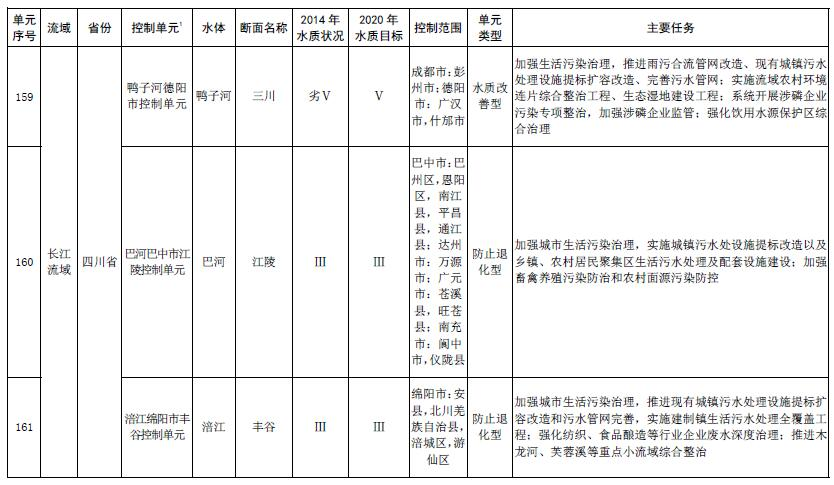 单元
序号
流域
省份
控制单元1
水体
断面名称
2014 年
水质状况
2020 年
水质目标
控制范围
单元
类型
主要任务
159
鸭子河德阳
市控制单元
鸭子河
三川
劣Ⅴ
Ⅴ
成都市：彭
州市；德阳
市：广汉
市，什邡市
水质改
善型
加强生活污染治理，推进雨污合流管网改造、现有城镇污水
处理设施提标扩容改造、完善污水管网；实施流域农村环境
连片综合整治工程、生态湿地建设工程；系统开展涉磷企业
污染专项整治，加强涉磷企业监管；强化饮用水源保护区综
合治理
160
长江
流域
四川省
巴河巴中市江
陵控制单元
巴河
江陵
Ⅲ
Ⅲ
巴中市：巴
州区，恩阳
区，南江
县，平昌
县，通江
县；达州
市：万源
市；广元
市：苍溪
县，旺苍
县；南充
市：阆中
市，仪陇县
防止退
化型
加强城市生活污染治理，实施城镇污水处设施提标改造以及
乡镇、农村居民聚集区生活污水处理及配套设施建设；加强
畜禽养殖污染防治和农村面源污染防控
161
涪江绵阳市丰
谷控制单元
涪江
丰谷
Ⅲ
Ⅲ
绵阳市：安
县，北川羌
族自治县，
涪城区，游
仙区
防止退
化型
加强城市生活污染治理，推进现有城镇污水处理设施提标扩
容改造和污水管网完善，实施建制镇生活污水处理全覆盖工
程；强化纺织、食品酿造等行业企业废水深度治理；推进木
龙河、芙蓉溪等重点小流域综合整治